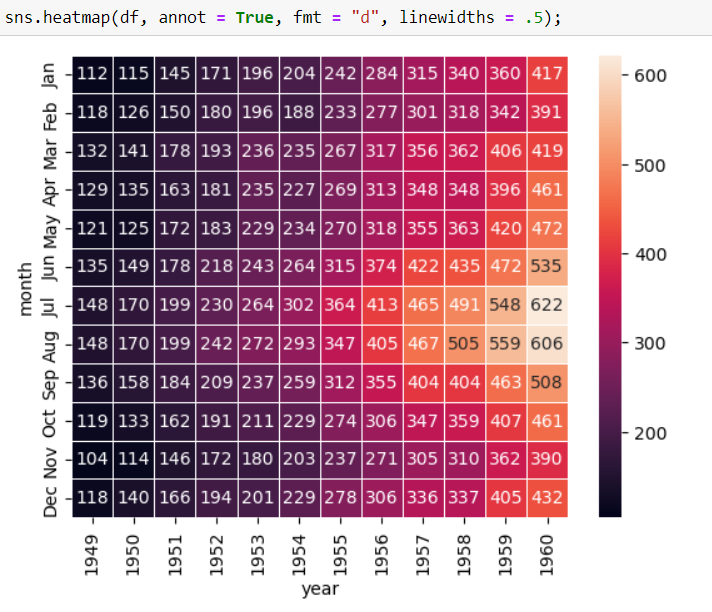 sns.heatmap(df, annot = True, fmt = "d", linewidths = .5);
month
Jan 112 115 145 171 196 204 242 284 315 340 360 417
Feb 118 126 150 180 196 188 233 277 301 318 342 391
Mar 132 141 178 193 236 235 267 317 356 362 406 419
Apr 129 135 163 181 235 227 269 313 348 348 396 461
May 121 125 172 183 229 234 270 318 355 363 420 472
Jun 135 149 178 218 243 264 315 374 422 435 472 535
Jul 148 170 199 230 264 302 364 413 465 491 548 622
Aug 148 170 199 242 272 293 347 405 467 505 559 606
Sep 136 158 184 209 237 259 312 355 404 404 463 508
Oct 119 133 162 191 211 229 274 306 347 359 407 461
Nov 104 114 146 172 180 203 237 271 305 310 362 390
Dec 118 140 166 194 201 229 278 306 336 337 405 432
1949 1950 1951 1952 1953 1954 1955 1956 1957 1958 1959 1960
year
600
500
400
300
200